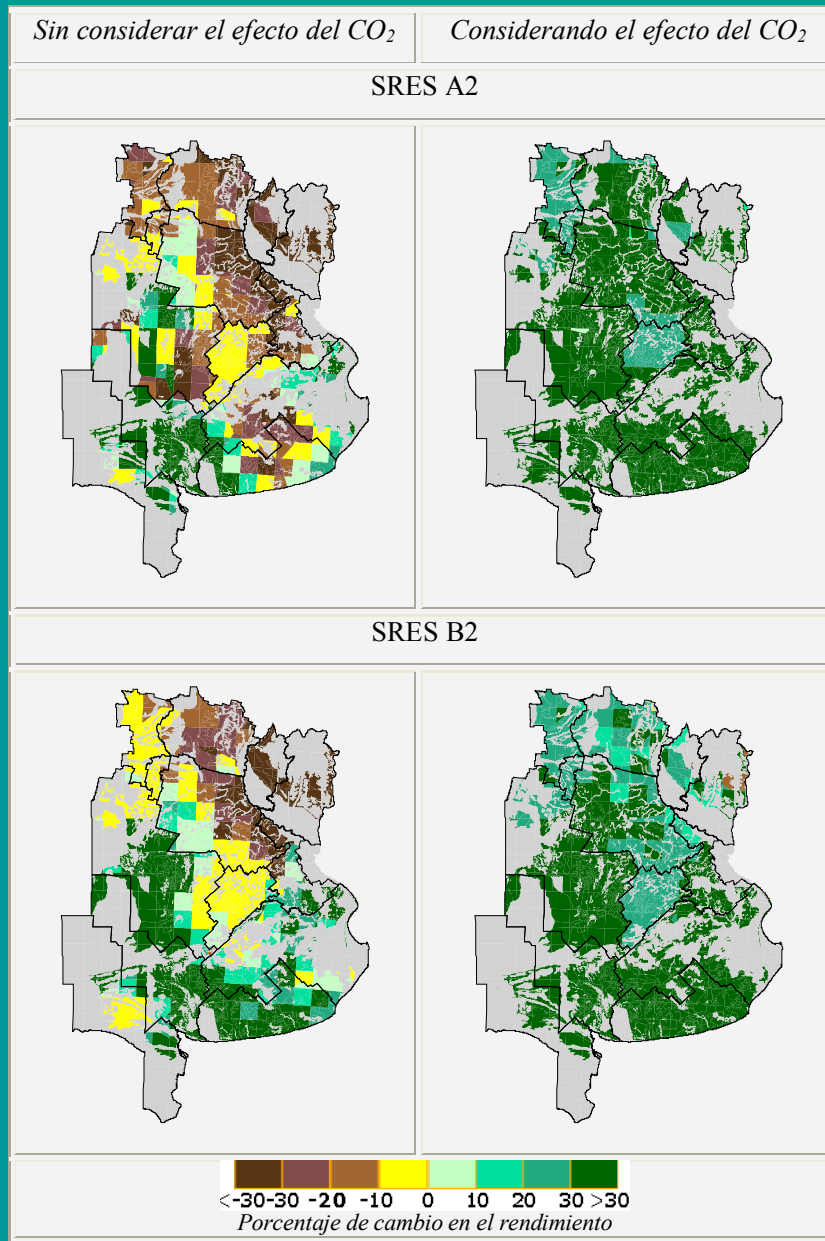 Sin considerar el efecto del CO₂ Considerando el efecto del CO₂
SRES A2
SRES B2
<-30-30 -20 -10 0 10 20 30 >30
Porcentaje de cambio en el rendimiento